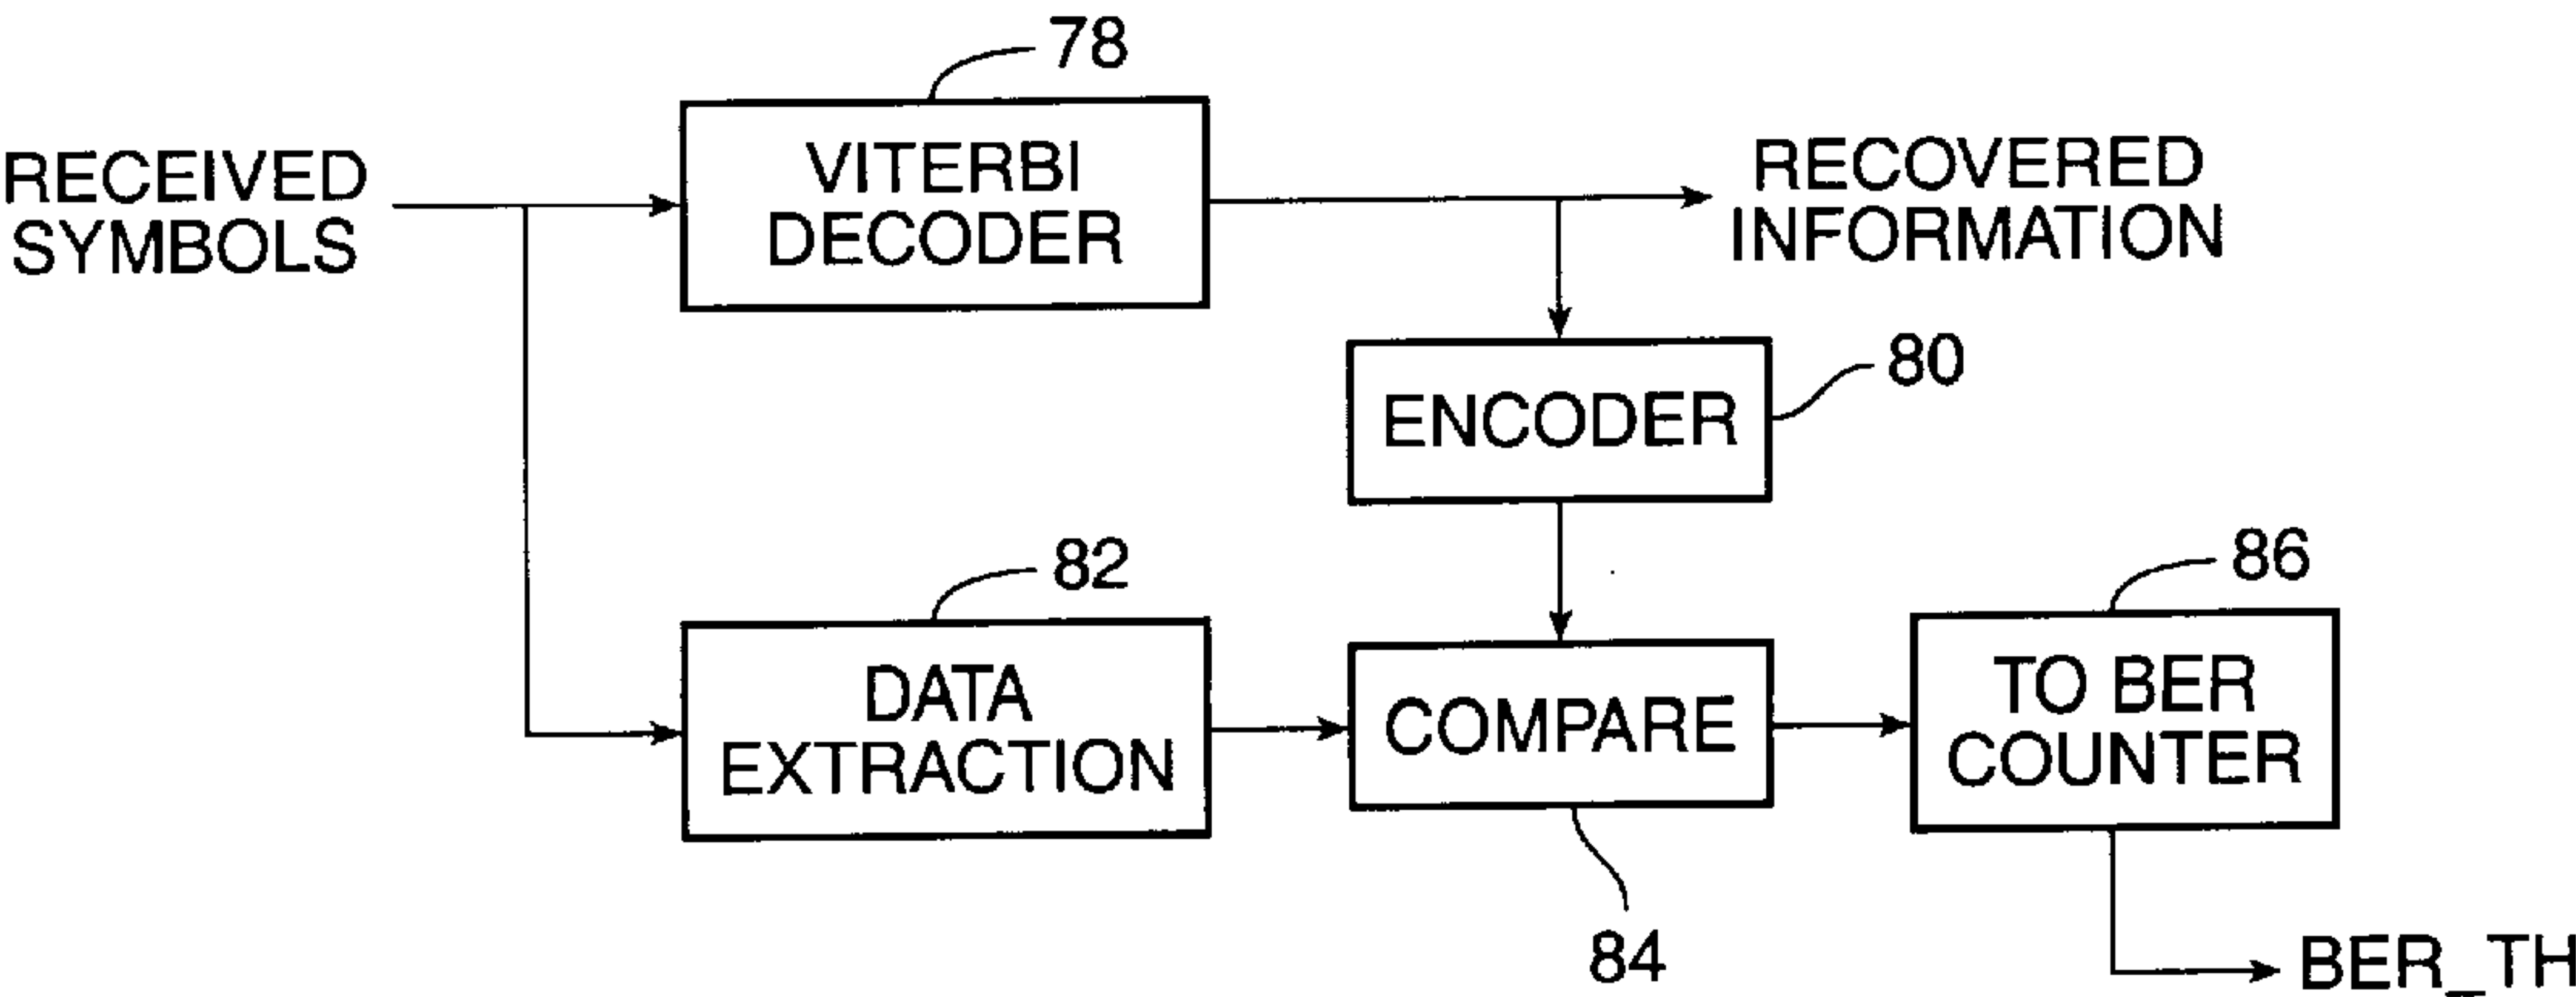 78
RECEIVED
SYMBOLS
VITERBI
DECODER
RECOVERED
INFORMATION
80
ENCODER
82
DATA
EXTRACTION
COMPARE
86
TO BER
COUNTER
84
BER_TH